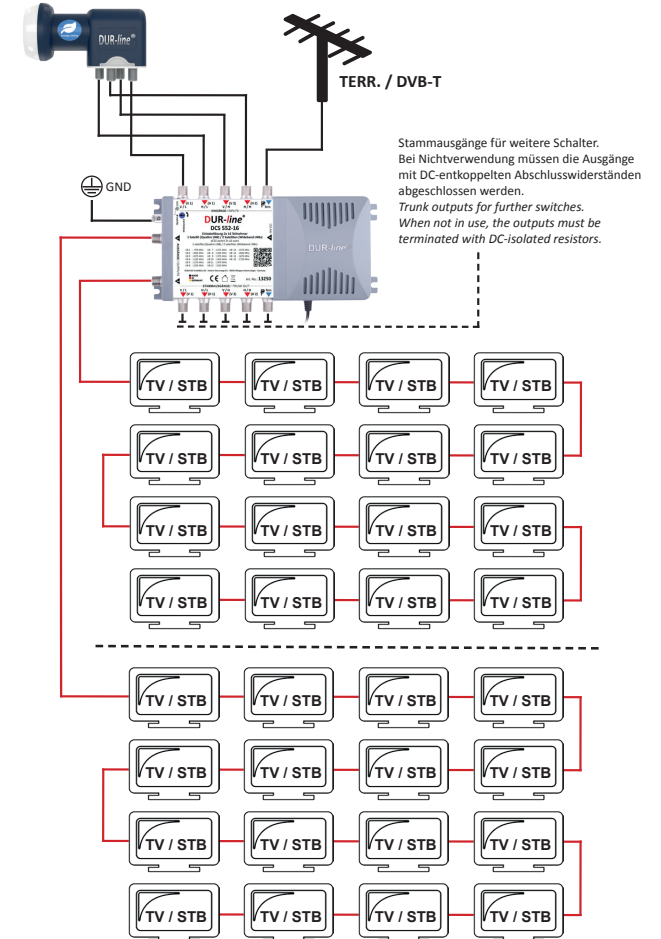 DUR-line®
TERR. / DVB-T
Stammausgänge für weitere Schalter.
Bei Nichtverwendung müssen die Ausgänge
mit DC-entkoppelten Abschlusswiderständen
abgeschlossen werden.
Trunk outputs for further switches.
When not in use, the outputs must be
terminated with DC-isolated resistors.
GND
DUR-line®
DCS 552-16
DUR-line®
13250
TV / STB TV / STB TV / STB TV / STB
TV / STB TV / STB TV / STB TV / STB
TV / STB TV / STB TV / STB TV / STB
TV / STB TV / STB TV / STB TV / STB
TV / STB TV / STB TV / STB TV / STB
TV / STB TV / STB TV / STB TV / STB
TV / STB TV / STB TV / STB TV / STB
TV / STB TV / STB TV / STB TV / STB